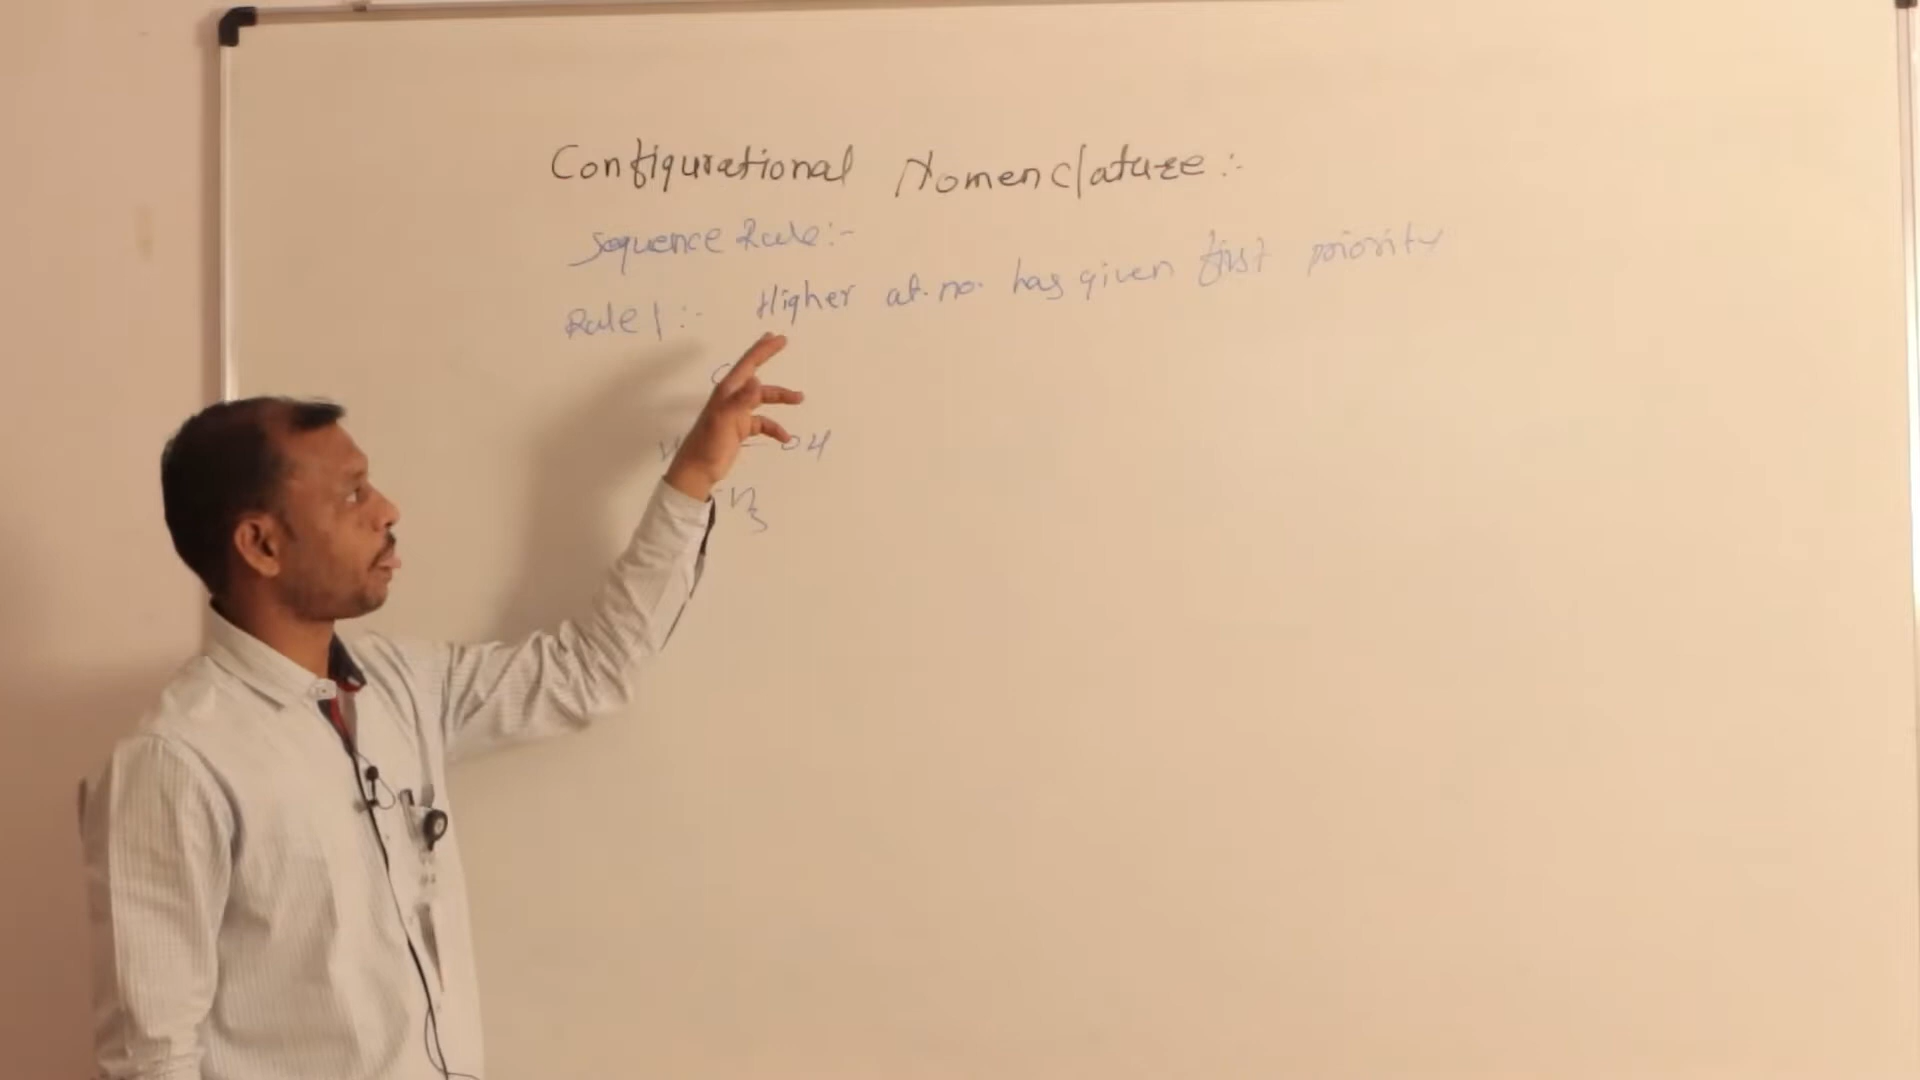 Configurational Nomenclature :-
Sequence Rule :-
Rule 1 :- Higher at. no. has given first priority
OH